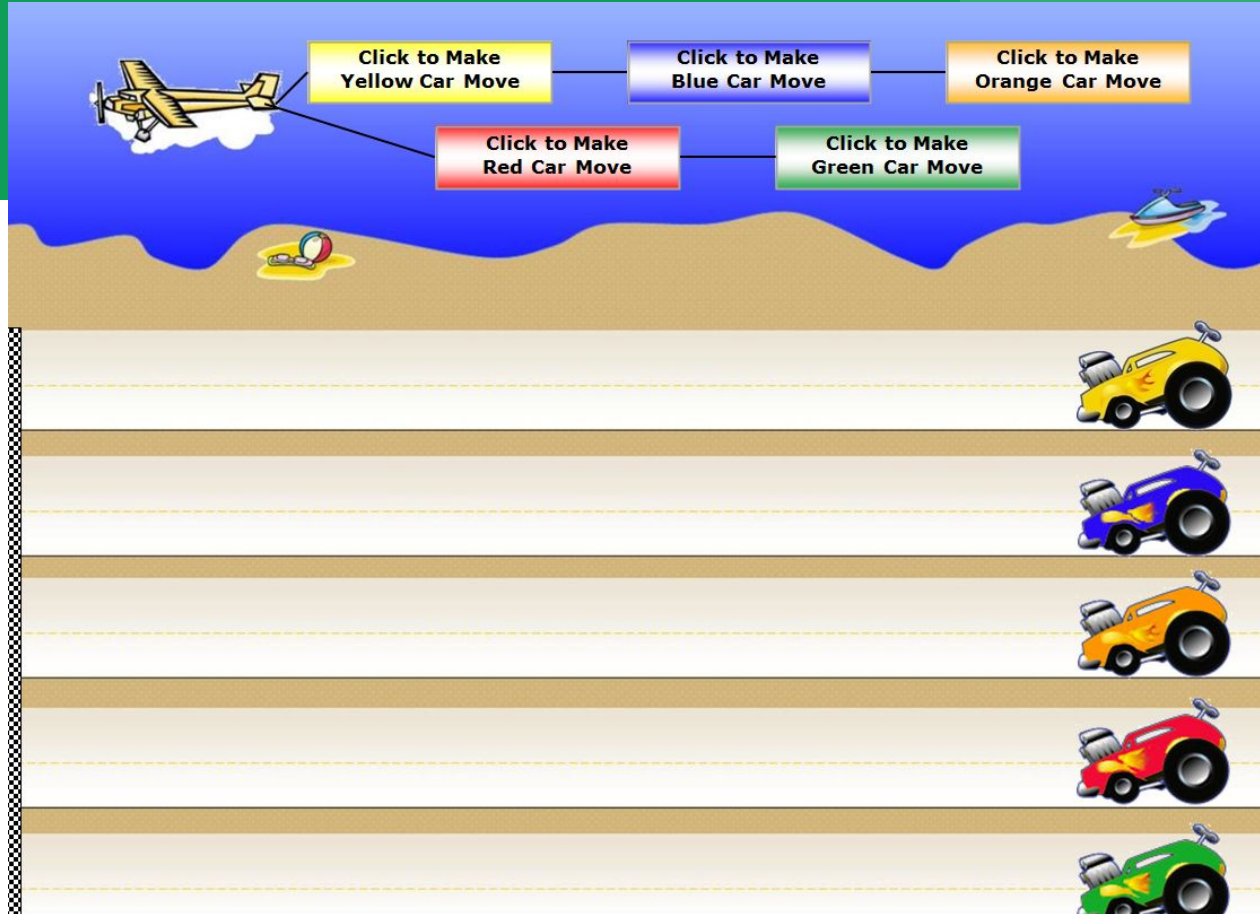 Click to Make
Yellow Car Move
Click to Make
Blue Car Move
Click to Make
Orange Car Move
Click to Make
Red Car Move
Click to Make
Green Car Move